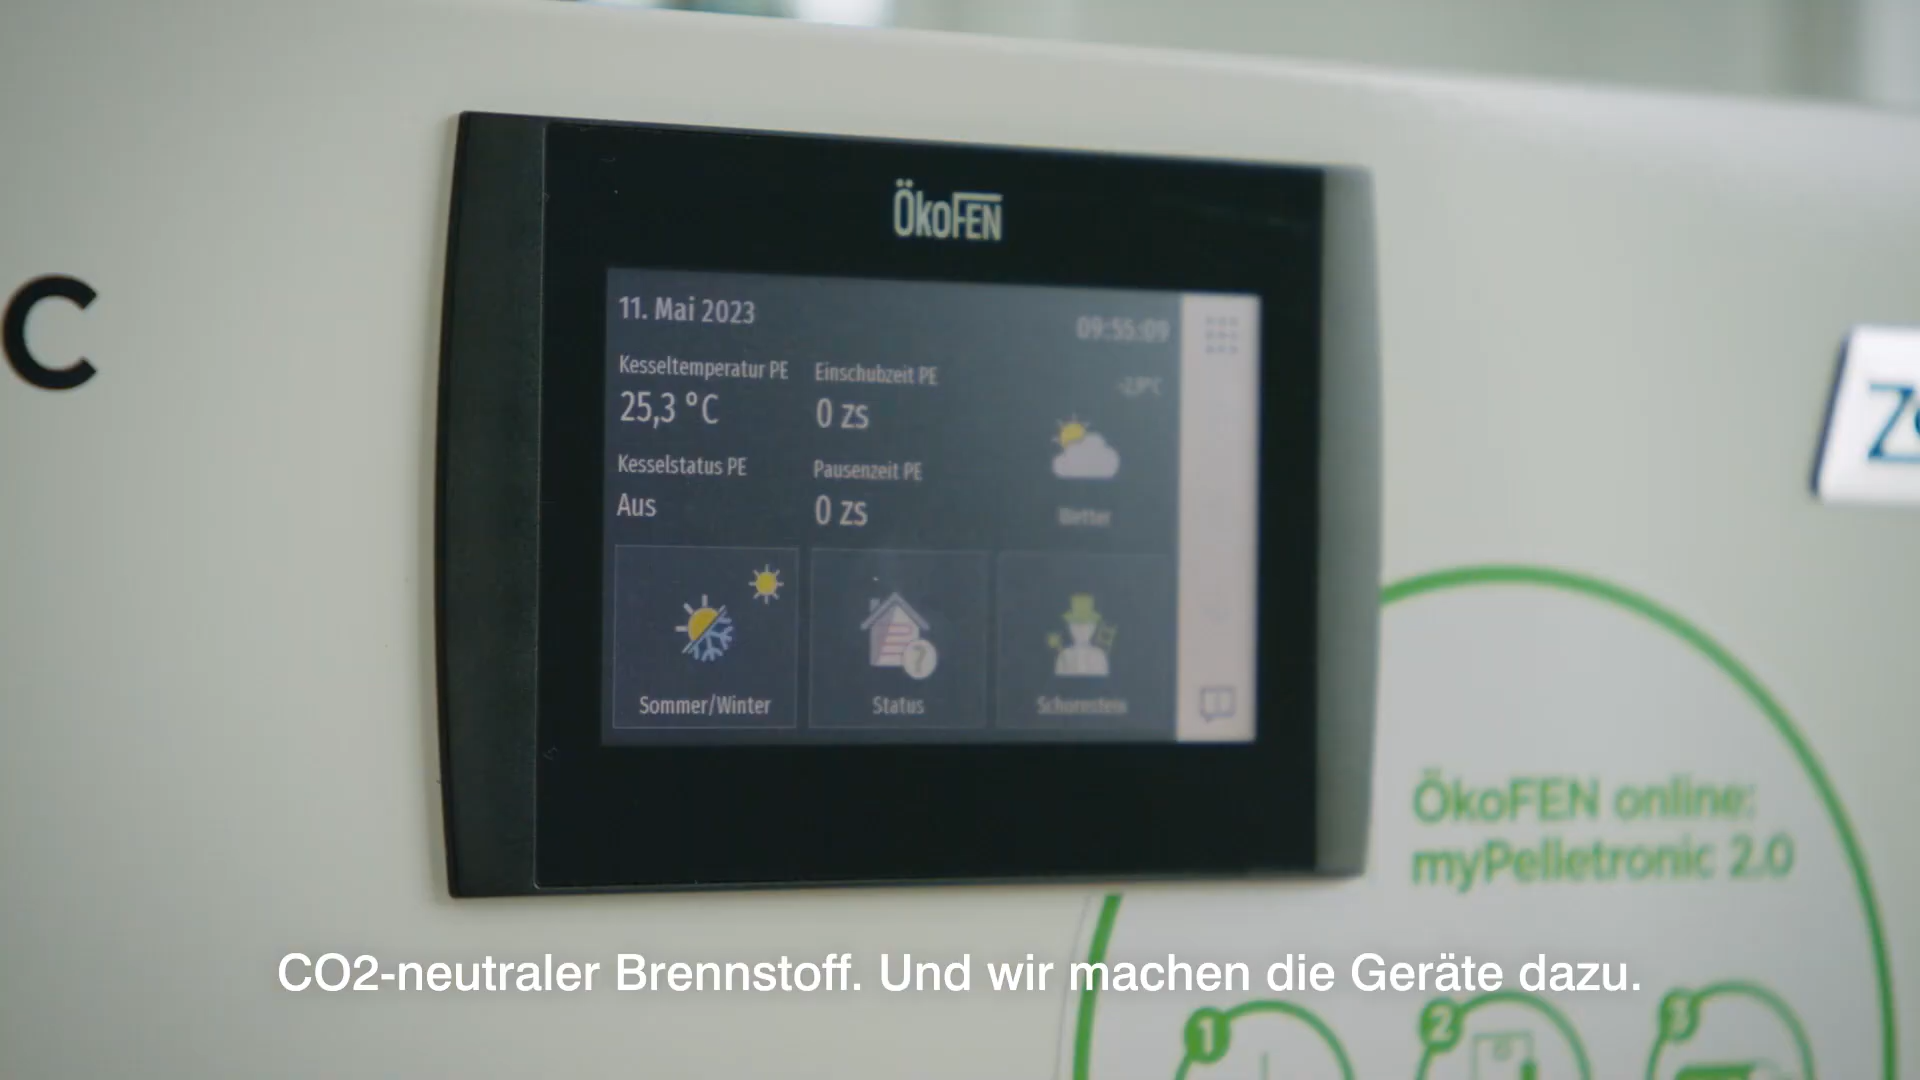 C
ÖkoFEN
11. Mai 2023
09:55:09
Kesseltemperatur PE
Einschubzeit PE
25,3 °C
0 zs
Kesselstatus PE
Pausenzeit PE
Aus
0 zs
Wetter
Sommer/Winter
Status
Schornstein
ÖkoFEN online:
myPelletronic 2.0
CO2-neutraler Brennstoff. Und wir machen die Geräte dazu.
1
2
3